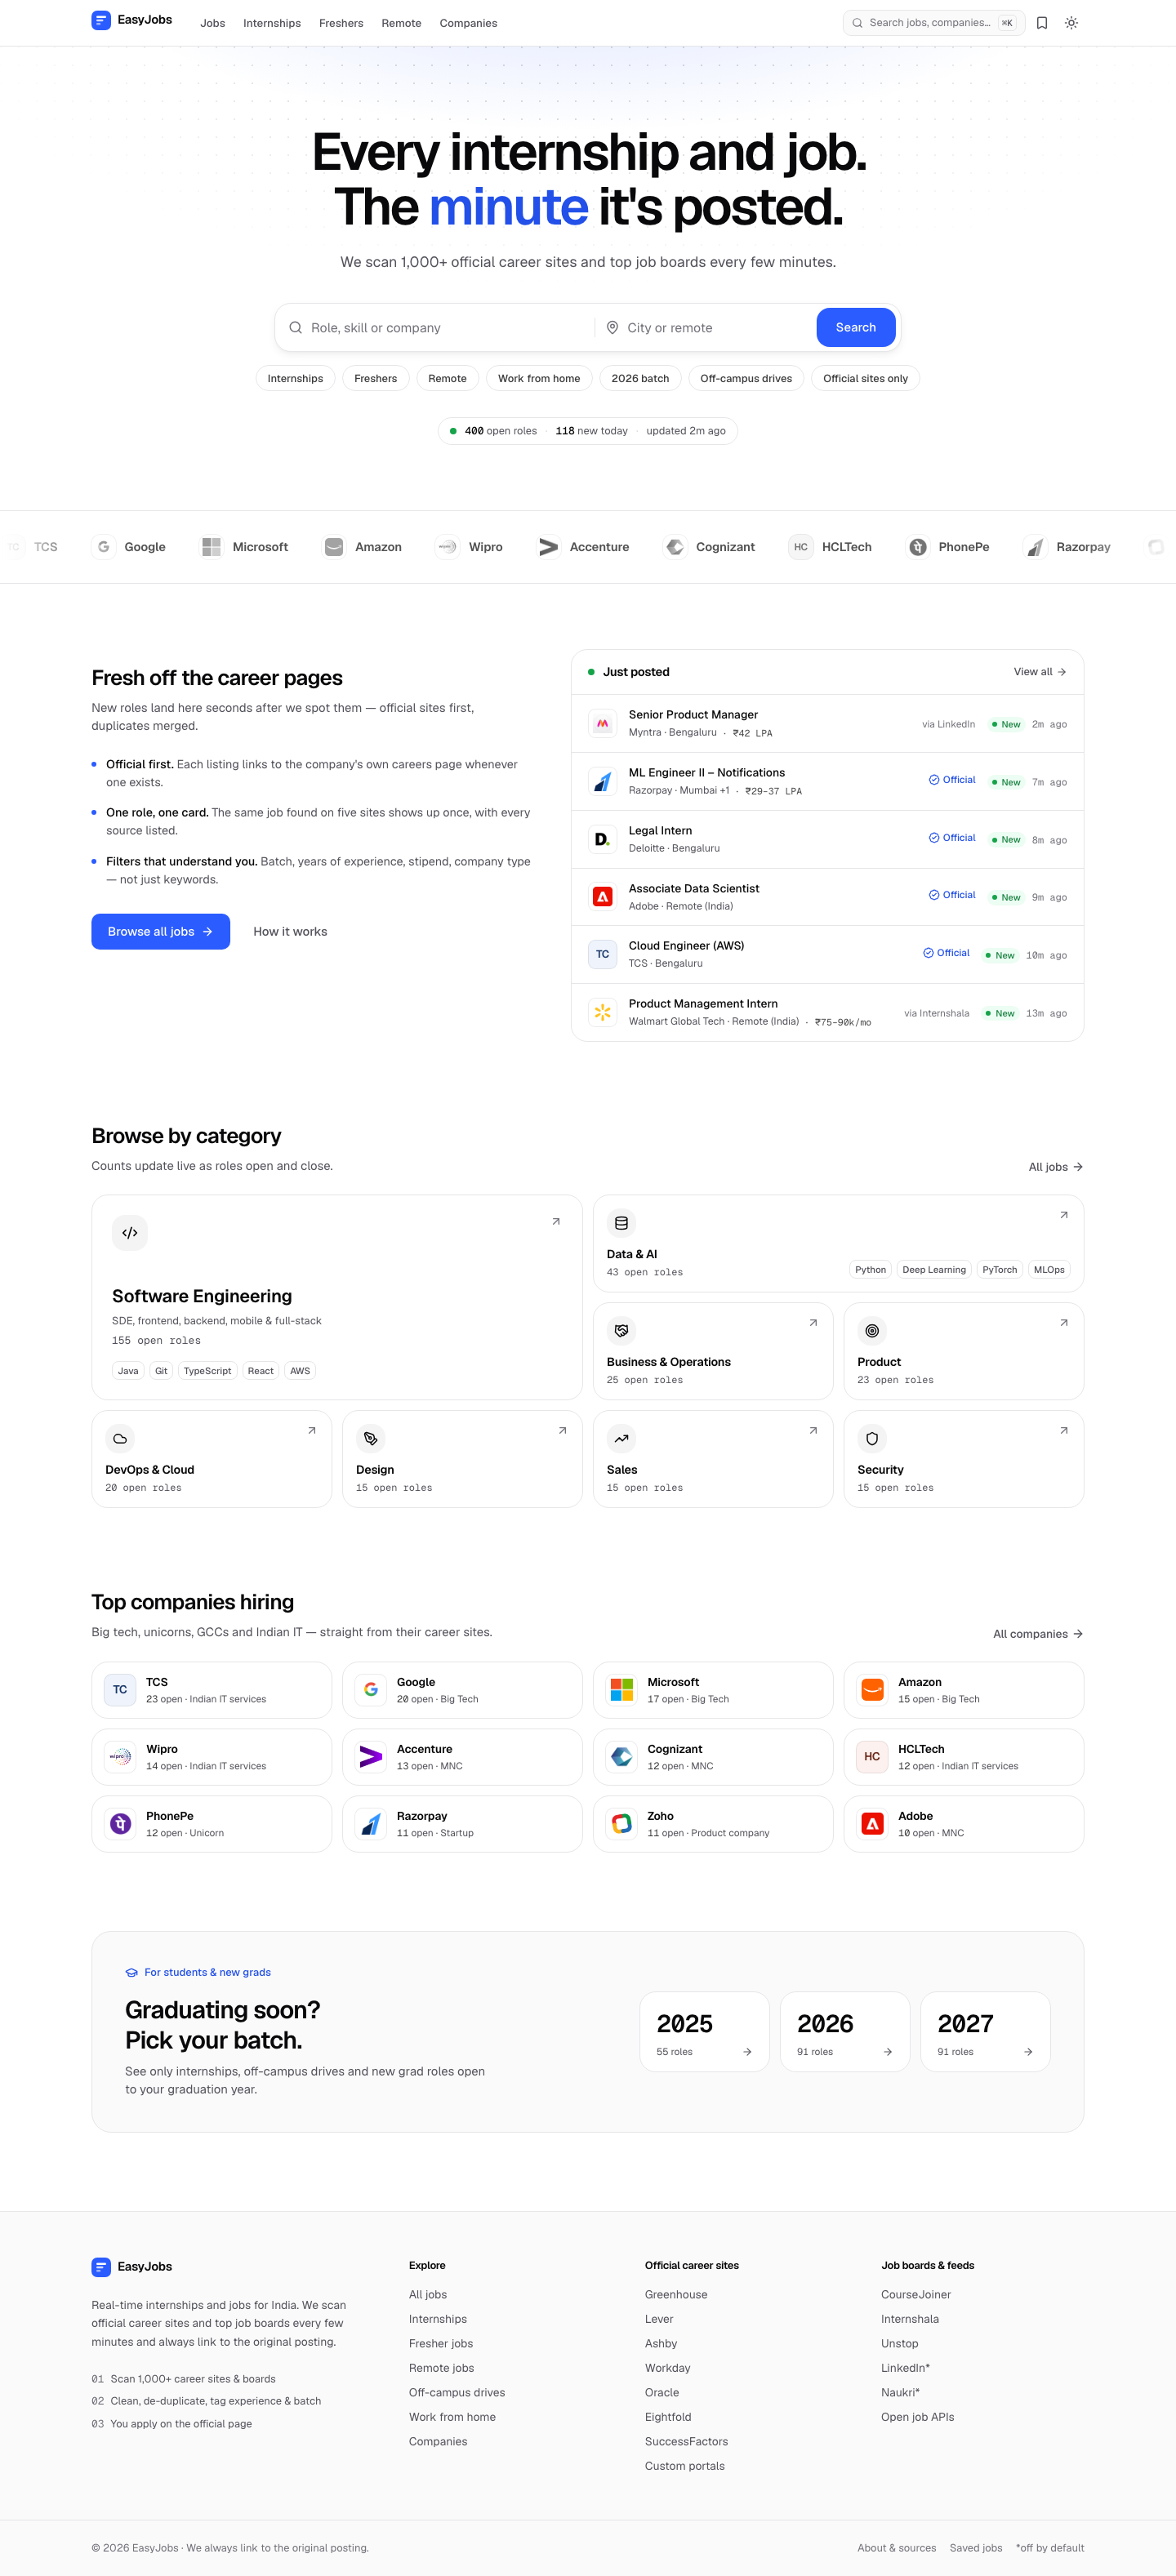 EasyJobs
Jobs Internships Freshers Remote Companies
Search jobs, companies... ⌘K
Every internship and job.
The minute it's posted.
We scan 1,000+ official career sites and top job boards every few minutes.
Role, skill or company
City or remote
Search
Internships Freshers Remote Work from home 2026 batch Off-campus drives Official sites only
400 open roles · 118 new today · updated 2m ago
TC TCS Google Microsoft Amazon wipro Wipro Accenture Cognizant HC HCLTech PhonePe Razorpay
Fresh off the career pages
New roles land here seconds after we spot them — official sites first,
duplicates merged.
Official first. Each listing links to the company's own careers page whenever
one exists.
One role, one card. The same job found on five sites shows up once, with every
source listed.
Filters that understand you. Batch, years of experience, stipend, company type
— not just keywords.
Browse all jobs →
How it works
Just posted
View all →
Senior Product Manager
Myntra · Bengaluru · ₹42 LPA
via LinkedIn New 2m ago
ML Engineer II – Notifications
Razorpay · Mumbai +1 · ₹29–37 LPA
Official New 7m ago
D.
Legal Intern
Deloitte · Bengaluru
Official New 8m ago
Associate Data Scientist
Adobe · Remote (India)
Official New 9m ago
TC
Cloud Engineer (AWS)
TCS · Bengaluru
Official New 10m ago
Product Management Intern
Walmart Global Tech · Remote (India) · ₹75–90k/mo
via Internshala New 13m ago
Browse by category
Counts update live as roles open and close.
All jobs →
Software Engineering
SDE, frontend, backend, mobile & full-stack
155 open roles
Java Git TypeScript React AWS
Data & AI
43 open roles
Python Deep Learning PyTorch MLOps
Business & Operations
25 open roles
Product
23 open roles
DevOps & Cloud
20 open roles
Design
15 open roles
Sales
15 open roles
Security
15 open roles
Top companies hiring
Big tech, unicorns, GCCs and Indian IT — straight from their career sites.
All companies →
TC
TCS
23 open · Indian IT services
Google
20 open · Big Tech
Microsoft
17 open · Big Tech
Amazon
15 open · Big Tech
wipro
Wipro
14 open · Indian IT services
Accenture
13 open · MNC
Cognizant
12 open · MNC
HC
HCLTech
12 open · Indian IT services
PhonePe
12 open · Unicorn
Razorpay
11 open · Startup
Zoho
11 open · Product company
Adobe
10 open · MNC
For students & new grads
Graduating soon?
Pick your batch.
See only internships, off-campus drives and new grad roles open
to your graduation year.
2025
55 roles →
2026
91 roles →
2027
91 roles →
EasyJobs
Real-time internships and jobs for India. We scan
official career sites and top job boards every few
minutes and always link to the original posting.
01 Scan 1,000+ career sites & boards
02 Clean, de-duplicate, tag experience & batch
03 You apply on the official page
Explore
All jobs
Internships
Fresher jobs
Remote jobs
Off-campus drives
Work from home
Companies
Official career sites
Greenhouse
Lever
Ashby
Workday
Oracle
Eightfold
SuccessFactors
Custom portals
Job boards & feeds
CourseJoiner
Internshala
Unstop
LinkedIn*
Naukri*
Open job APIs
© 2026 EasyJobs · We always link to the original posting.
About & sources Saved jobs *off by default